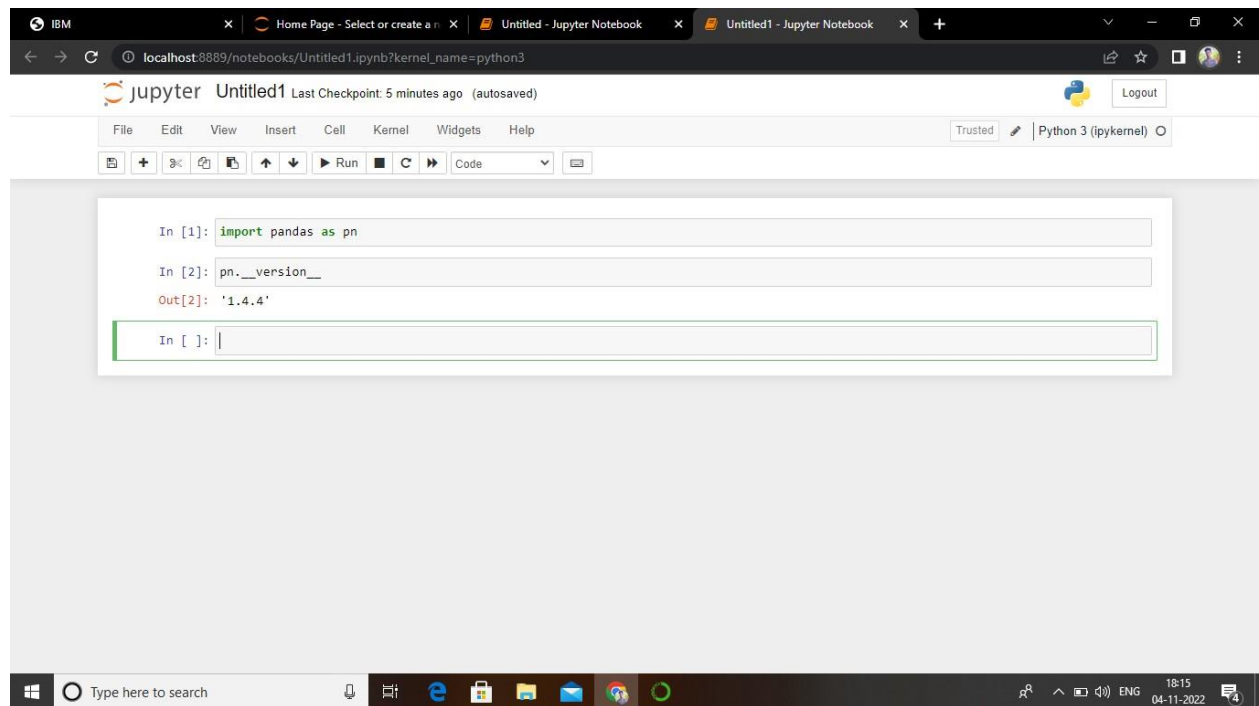 IBM
Home Page - Select or create a n
Untitled - Jupyter Notebook
Untitled1 - Jupyter Notebook
localhost:8889/notebooks/Untitled1.ipynb?kernel_name=python3
jupyter Untitled1 Last Checkpoint: 5 minutes ago (autosaved)
Logout
File Edit View Insert Cell Kernel Widgets Help
Trusted Python 3 (ipykernel)
Run Code
In [1]: import pandas as pn
In [2]: pn.__version__
Out[2]: '1.4.4'
In [ ]:
Type here to search
ENG
18:15
04-11-2022
4